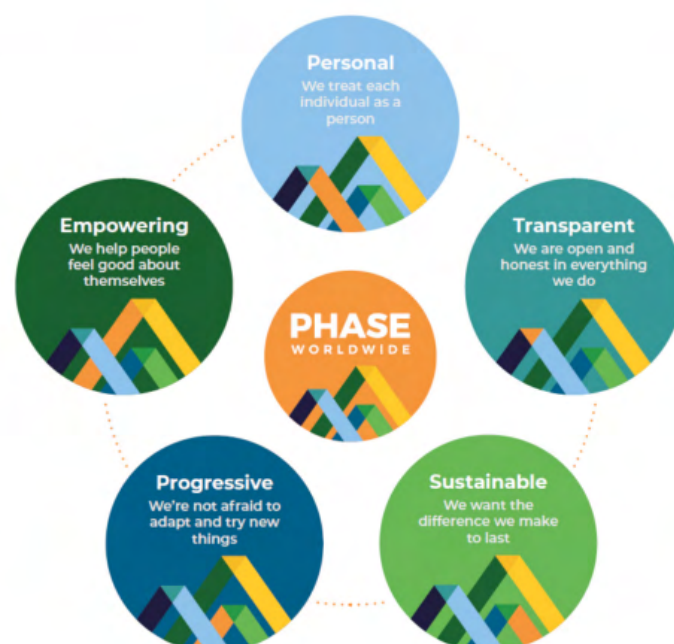 Personal
We treat each
individual as a
person
Empowering
We help people
feel good about
themselves
Transparent
We are open and
honest in everything
we do
PHASE
WORLDWIDE
Progressive
We're not afraid to
adapt and try new
things
Sustainable
We want the
difference we make
to last